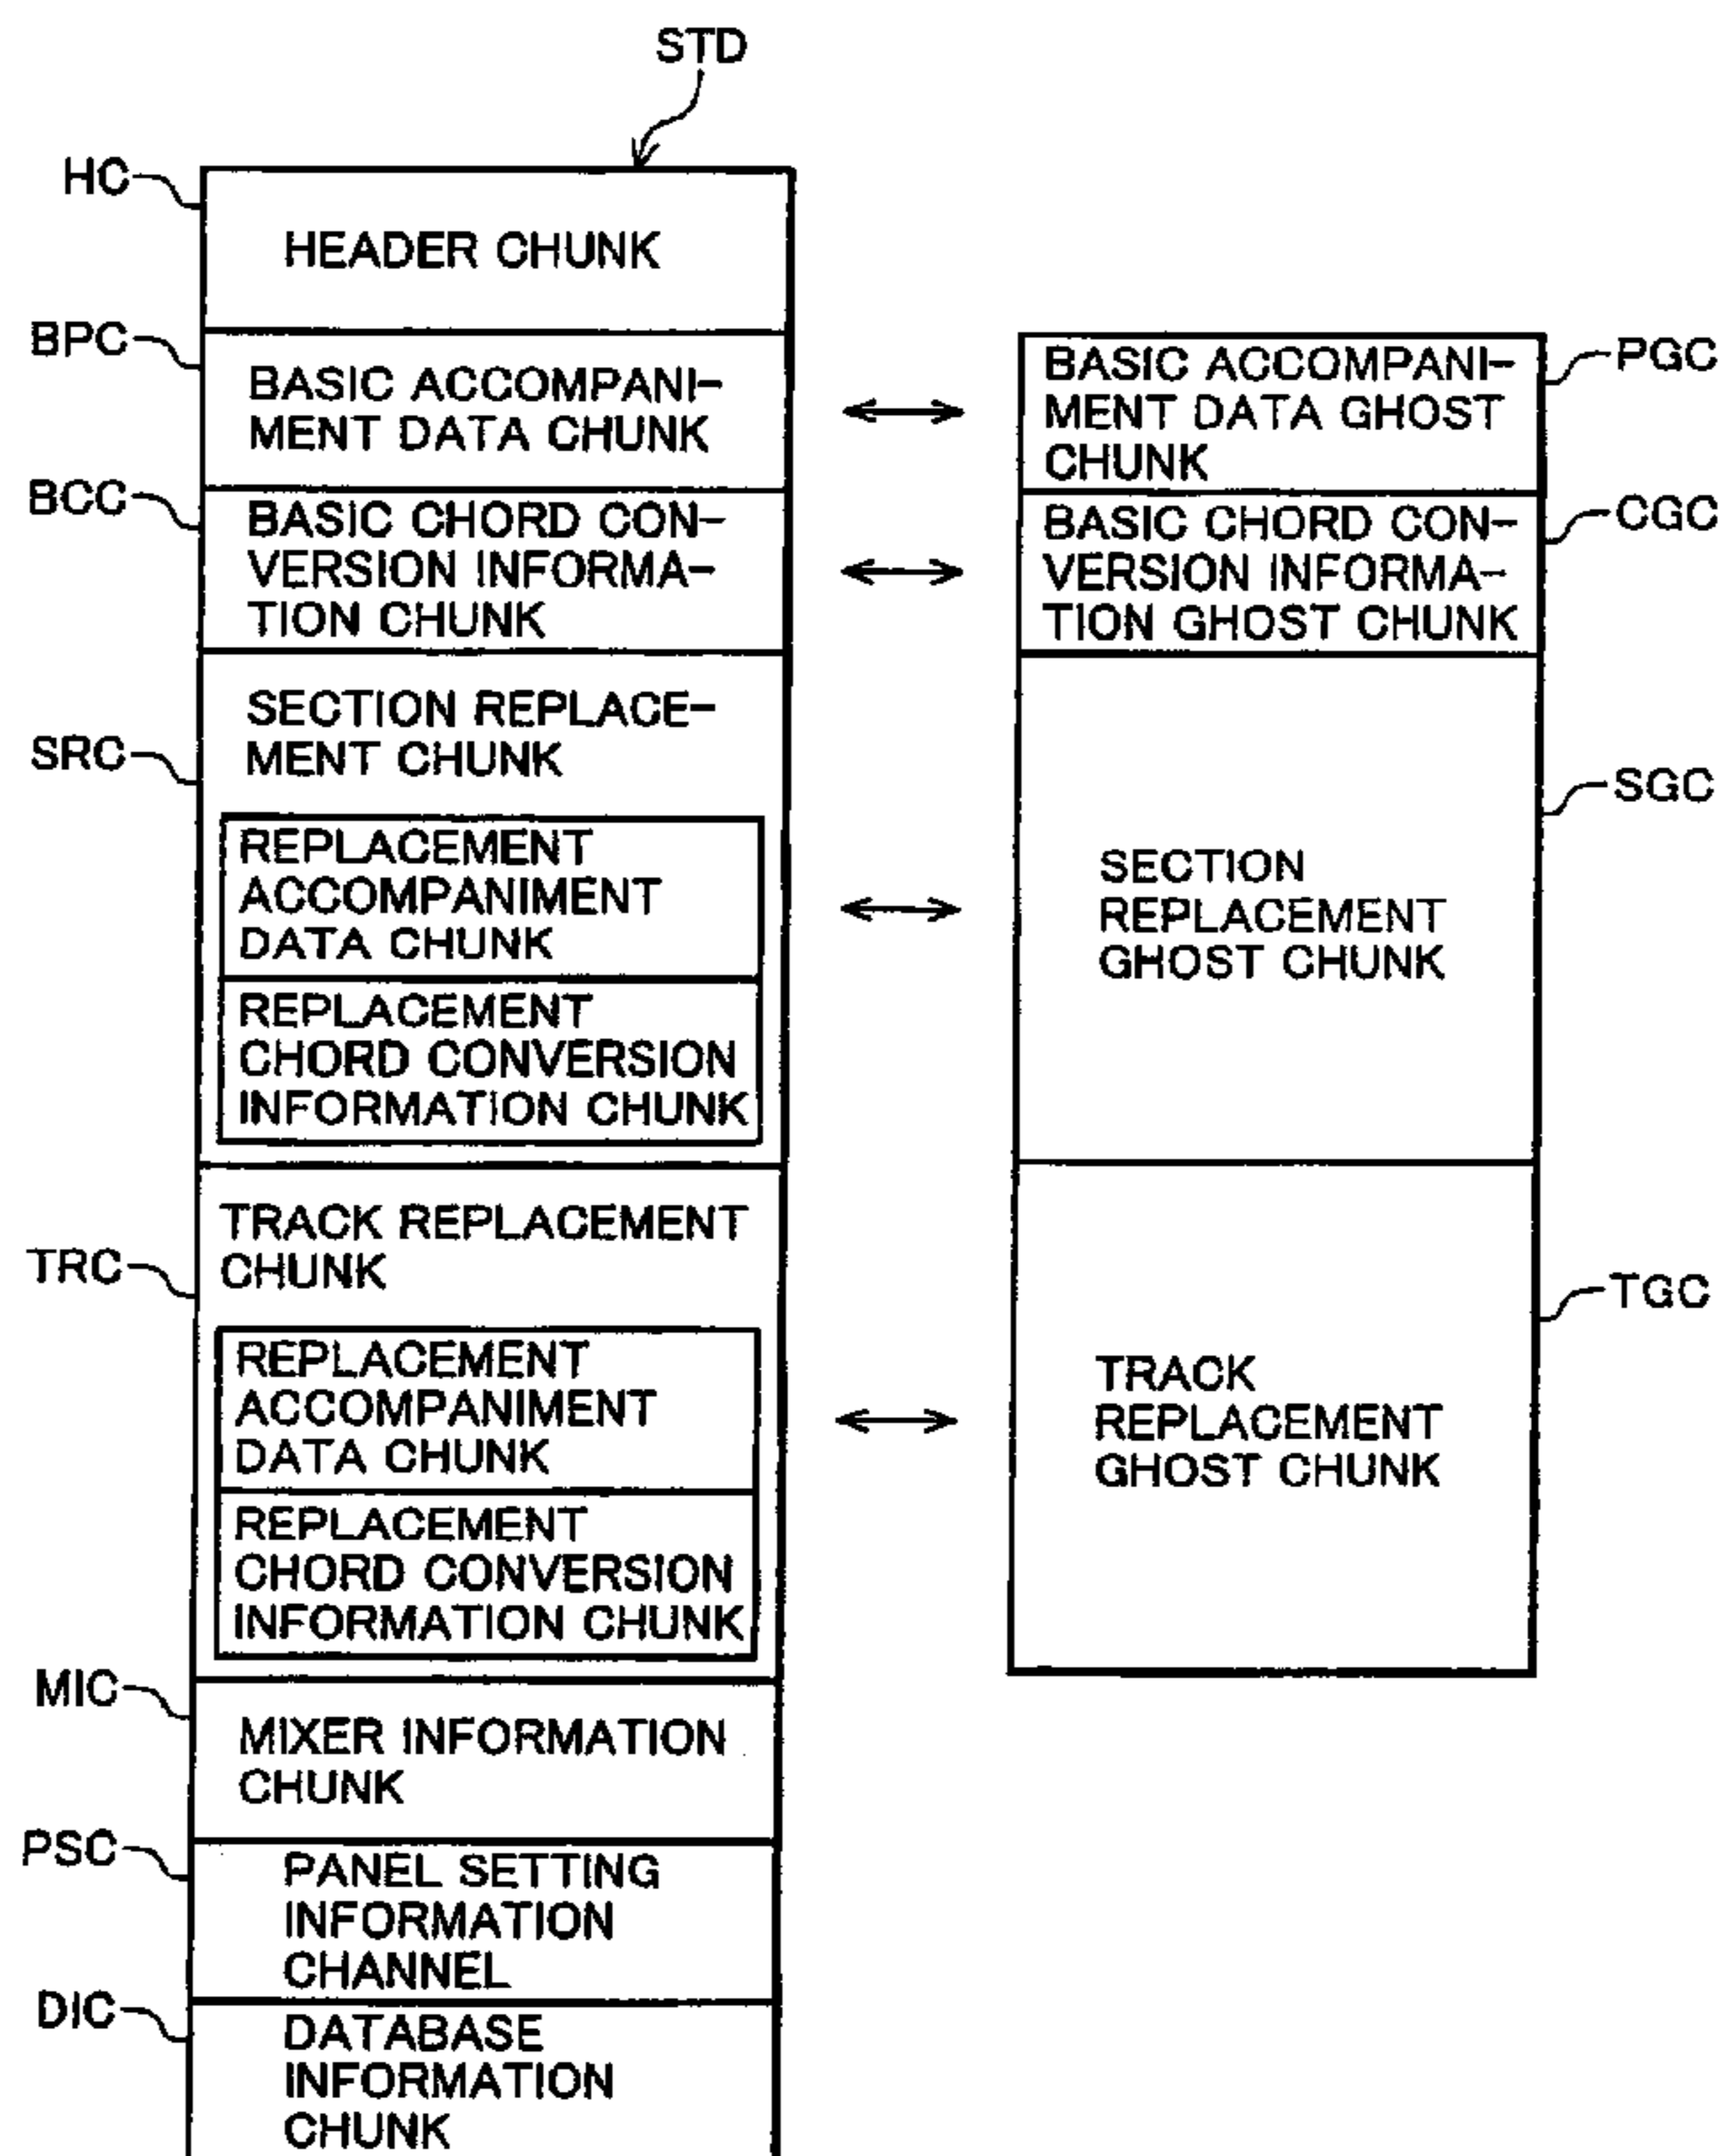 STD
HC
HEADER CHUNK
BPC
BASIC ACCOMPANI-
MENT DATA CHUNK
BCC
BASIC CHORD CON-
VERSION INFORMA-
TION CHUNK
SRC
SECTION REPLACE-
MENT CHUNK
REPLACEMENT
ACCOMPANIMENT
DATA CHUNK
REPLACEMENT
CHORD CONVERSION
INFORMATION CHUNK
TRC
TRACK REPLACEMENT
CHUNK
REPLACEMENT
ACCOMPANIMENT
DATA CHUNK
REPLACEMENT
CHORD CONVERSION
INFORMATION CHUNK
MIC
MIXER INFORMATION
CHUNK
PSC
PANEL SETTING
INFORMATION
CHANNEL
DIC
DATABASE
INFORMATION
CHUNK
BASIC ACCOMPANI-
MENT DATA GHOST
CHUNK
PGC
BASIC CHORD CON-
VERSION INFORMA-
TION GHOST CHUNK
CGC
SECTION
REPLACEMENT
GHOST CHUNK
SGC
TRACK
REPLACEMENT
GHOST CHUNK
TGC